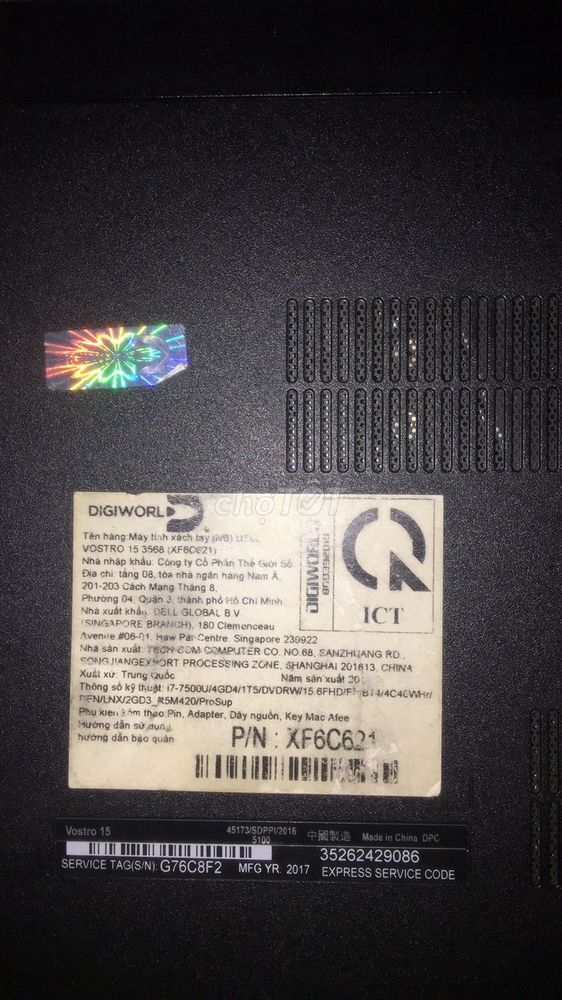 DIGIWORLD
chợTỐT
Tên hàng:Máy tính xách tay (NB) DELL
VOSTRO 15 3568 (XF6C621)
Nhà nhập khẩu: Công ty Cổ Phần Thế Giới Số
Địa chỉ: tầng 08, tòa nhà ngân hàng Nam Á,
201-203 Cách Mạng Tháng 8,
Phường 04, Quận 3, thành phố Hồ Chí Minh
Nhà xuất khẩu: DELL GLOBAL B.V
(SINGAPORE BRANCH), 180 Clemenceau
Avenue #06-01, Haw Par Centre, Singapore 239922
Nhà sản xuất: TECH-COM COMPUTER CO. NO.68, SANZHUANG RD.,
SONGJIANGEXPORT PROCESSING ZONE, SHANGHAI 201613, CHINA
Xuất xứ: Trung Quốc Năm sản xuất 20
Thông số kỹ thuật: i7-7500U/4GD4/1T5/DVDRW/15.6FHD/ BT4/4C40WHr/
DEN/LNX/2GD3_R5M420/ProSup
Phụ kiện kèm theo:Pin, Adapter, Dây nguồn, Key Mac Afee
Hướng dẫn sử dụng,
hướng dẫn bảo quản
P/N : XF6C621
DIGIWORLD
ICT
Vostro 15 45173/SDPPI/2016 中國製造 Made in China DPC
5100
35262429086
SERVICE TAG(S/N): G76C8F2 MFG YR. 2017 EXPRESS SERVICE CODE